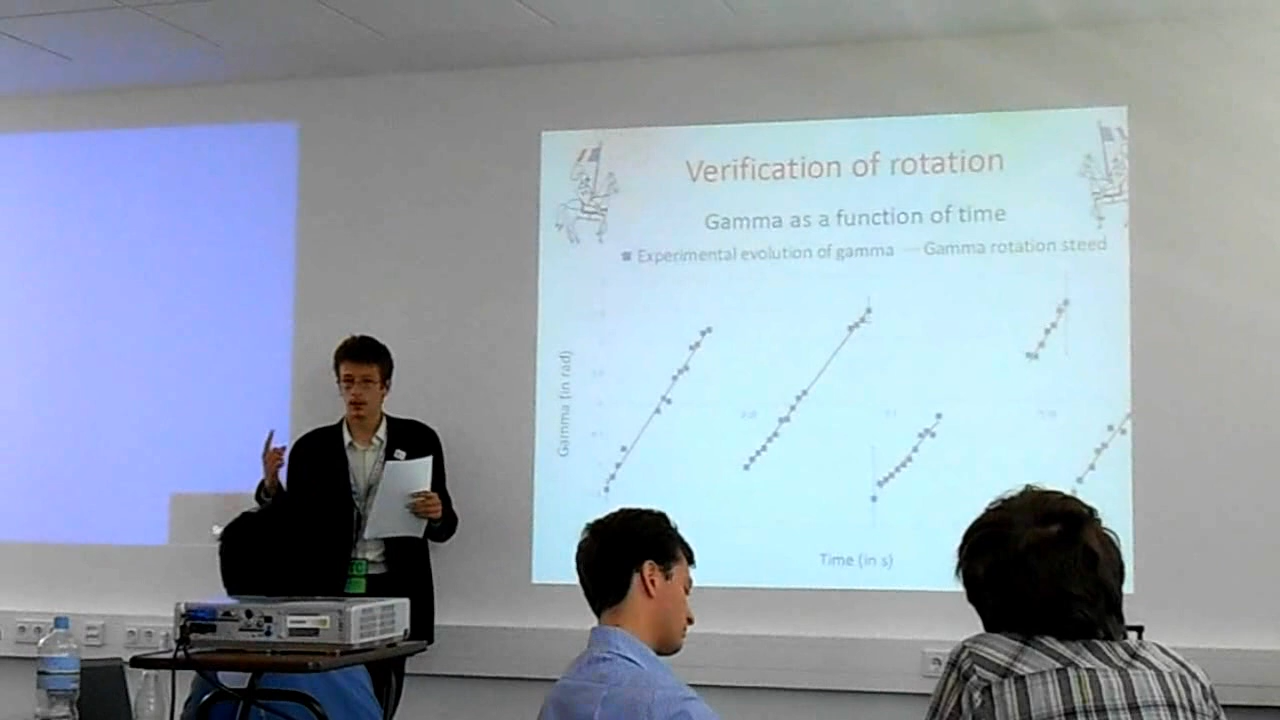 Verification of rotation
Gamma as a function of time
Experimental evolution of gamma Gamma rotation steed
Gamma (in rad)
Time (in s)